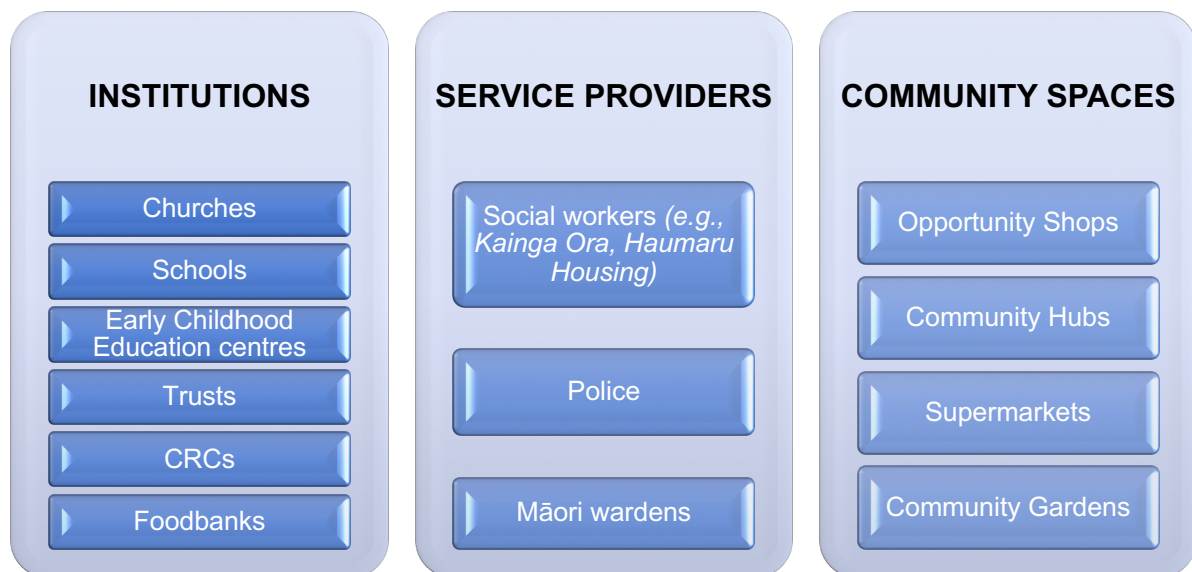 INSTITUTIONS
Churches
Schools
Early Childhood
Education centres
Trusts
CRCs
Foodbanks
SERVICE PROVIDERS
Social workers (e.g.,
Kainga Ora, Haumaru
Housing)
Police
Māori wardens
COMMUNITY SPACES
Opportunity Shops
Community Hubs
Supermarkets
Community Gardens